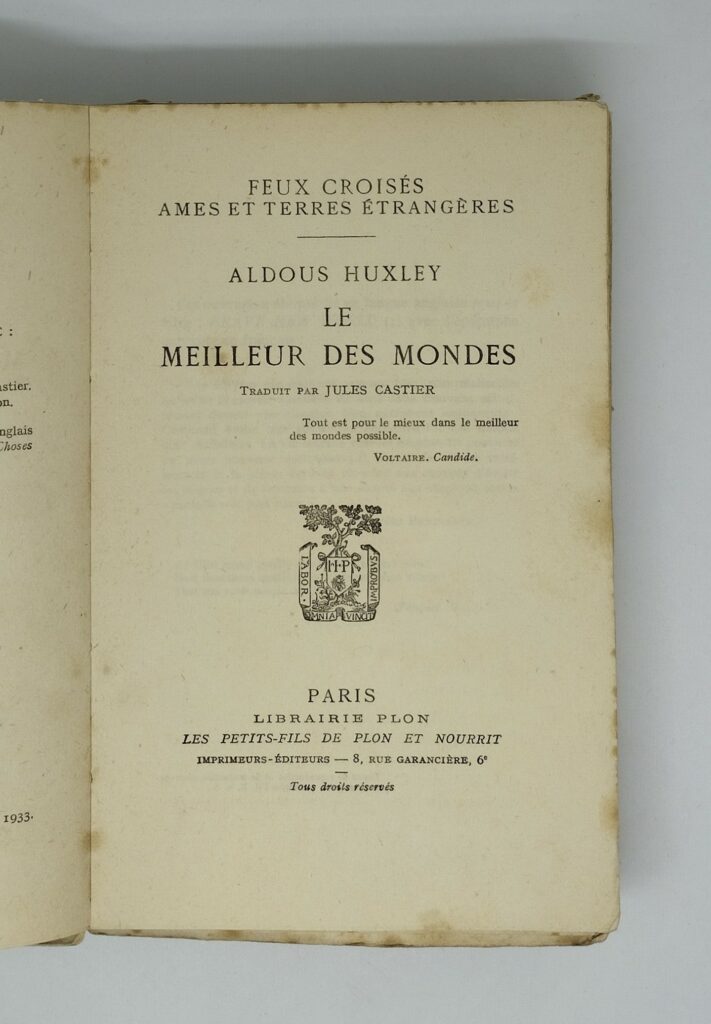 :
astier.
on.
nglais
Choses
1933.
FEUX CROISÉS
AMES ET TERRES ÉTRANGÈRES
ALDOUS HUXLEY
LE
MEILLEUR DES MONDES
TRADUIT PAR JULES CASTIER
Tout est pour le mieux dans le meilleur
des mondes possible.
VOLTAIRE. Candide.
H·P
LABOR·
OMNIA VINCIT
IMPROBVS
PARIS
LIBRAIRIE PLON
LES PETITS-FILS DE PLON ET NOURRIT
IMPRIMEURS-ÉDITEURS — 8, RUE GARANCIÈRE, 6e
Tous droits réservés